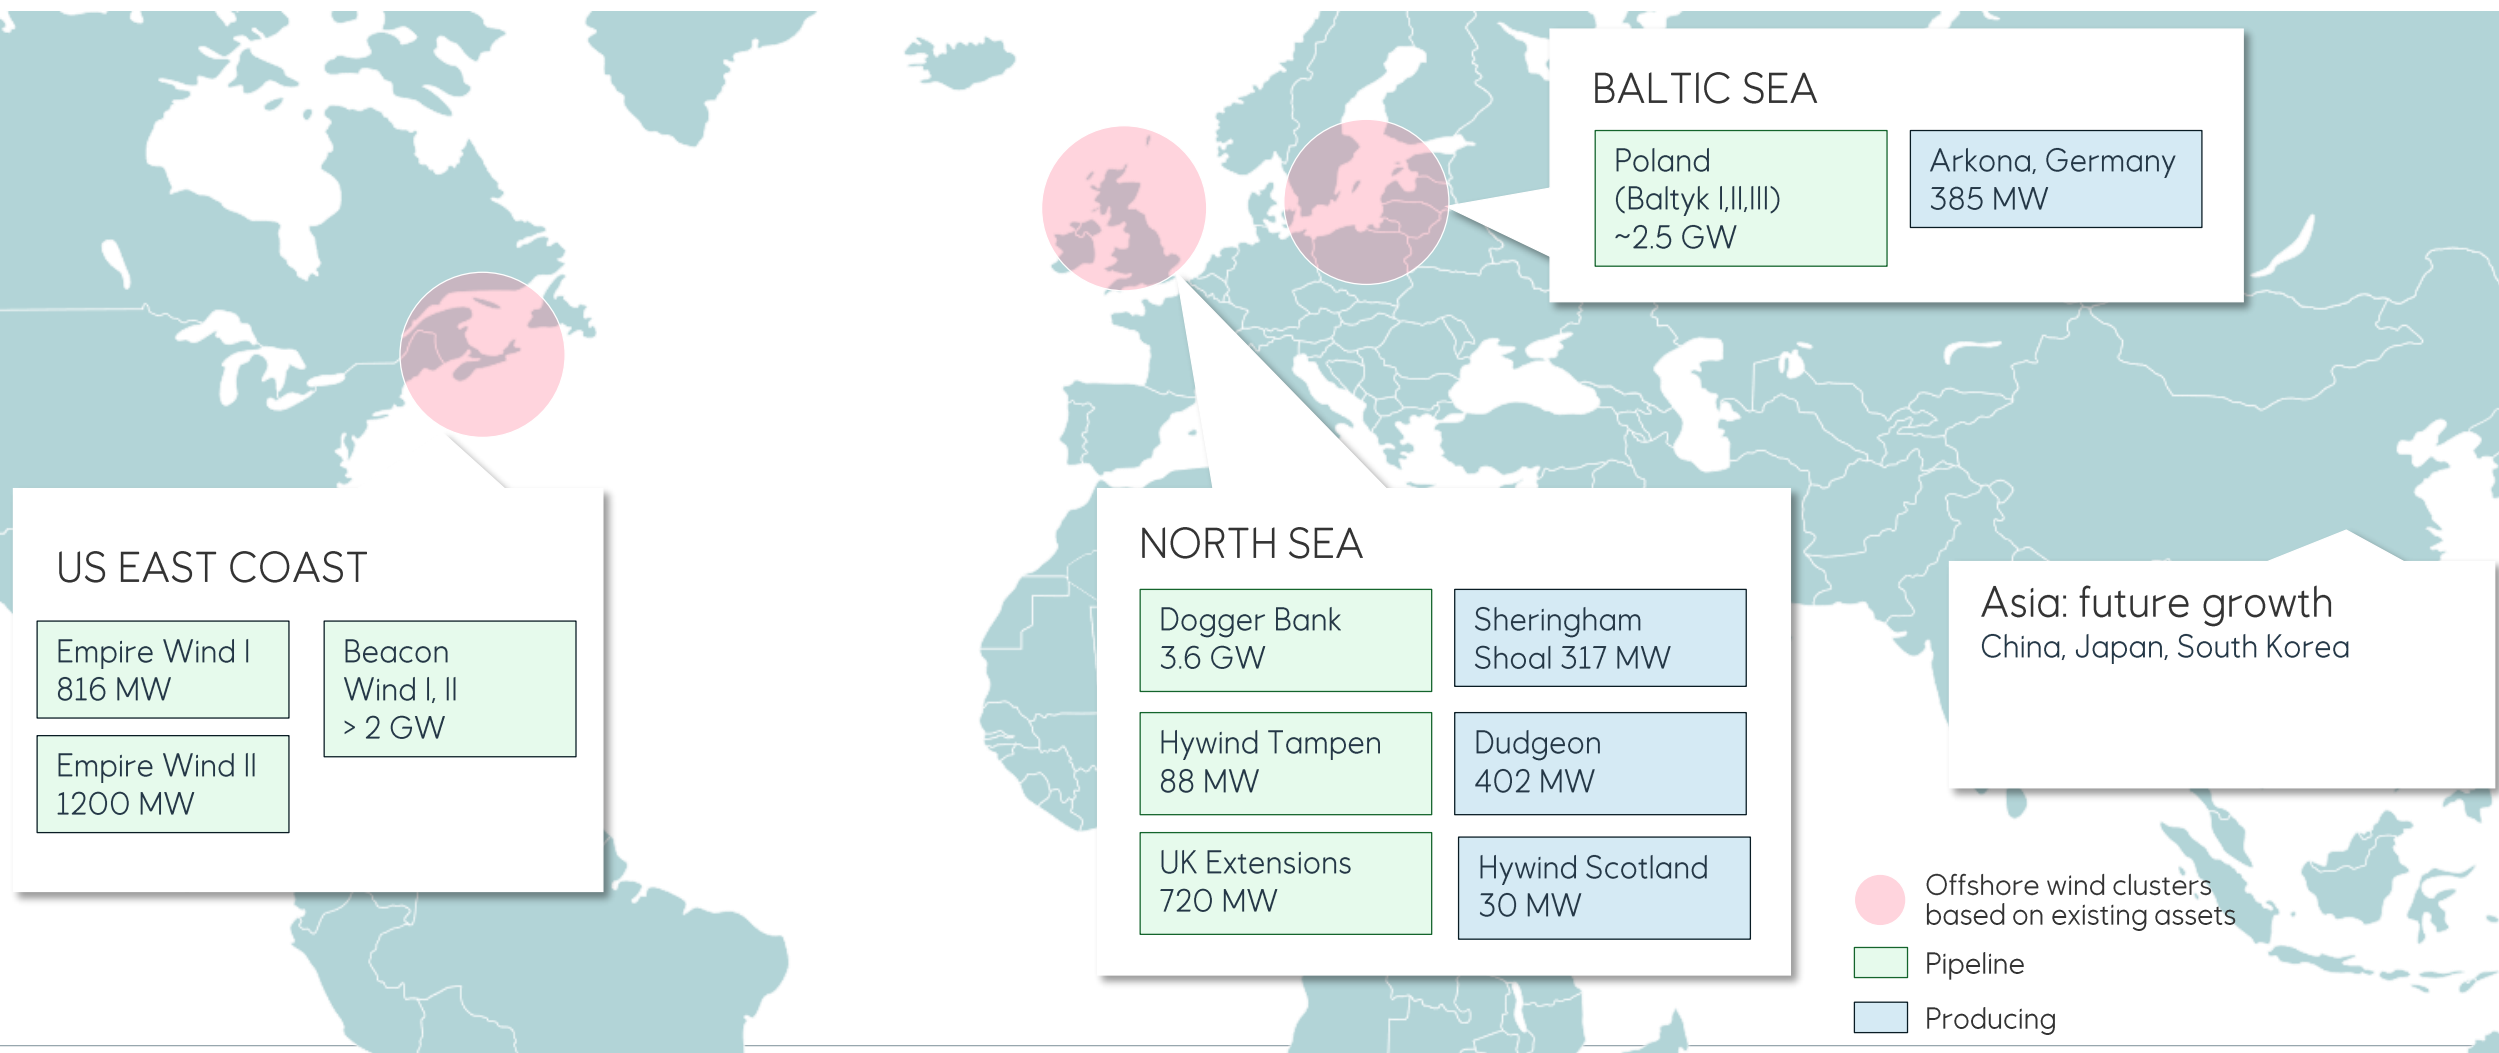 BALTIC SEA
Poland
(Baltyk I,II,III)
~2.5 GW
Arkona, Germany
385 MW
US EAST COAST
Empire Wind I
816 MW
Empire Wind II
1200 MW
Beacon
Wind I, II
> 2 GW
NORTH SEA
Dogger Bank
3.6 GW
Hywind Tampen
88 MW
UK Extensions
720 MW
Sheringham
Shoal 317 MW
Dudgeon
402 MW
Hywind Scotland
30 MW
Asia: future growth
China, Japan, South Korea
Offshore wind clusters
based on existing assets
Pipeline
Producing